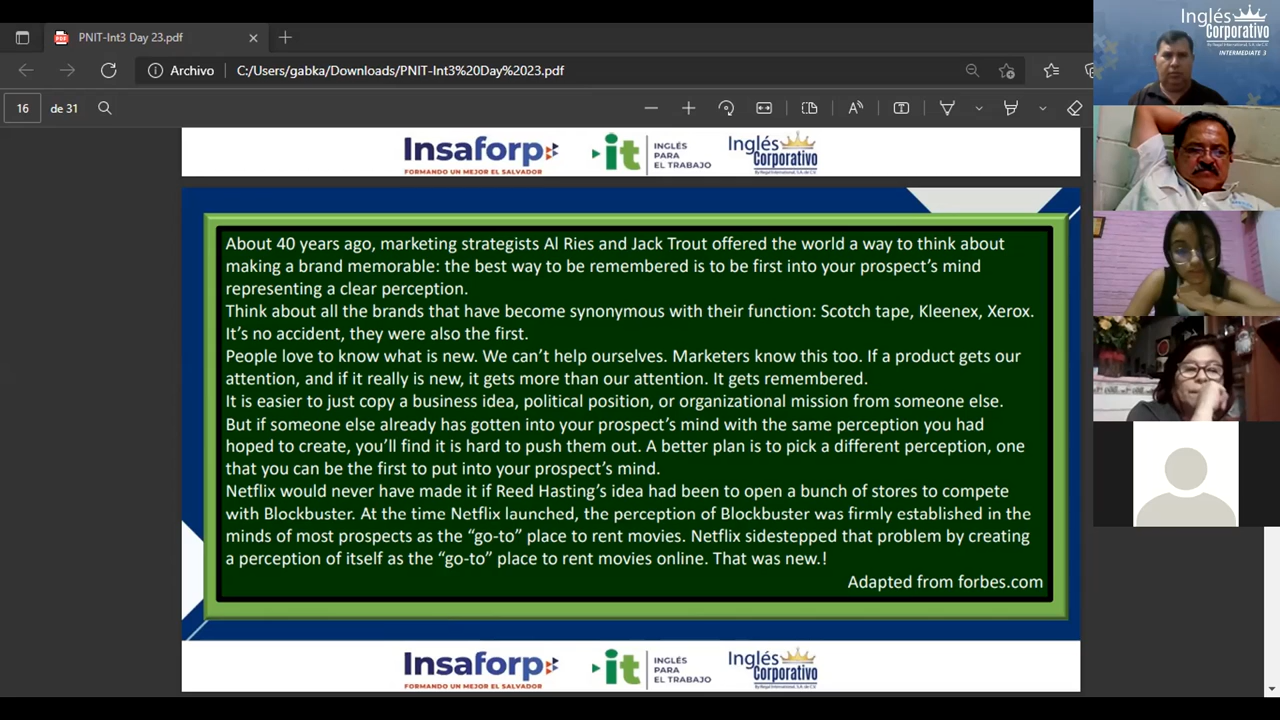 PNIT-Int3 Day 23.pdf
Archivo
C:/Users/gabka/Downloads/PNIT-Int3%20Day%2023.pdf
16 de 31
Inglés
Corporativo
By Regal International, S.A. de C.V.
INTERMEDIATE 3
Insaforp
FORMANDO UN MEJOR EL SALVADOR
it
INGLÉS
PARA
EL TRABAJO
Inglés
Corporativo
By Regal International, S.A. de C.V.
About 40 years ago, marketing strategists Al Ries and Jack Trout offered the world a way to think about
making a brand memorable: the best way to be remembered is to be first into your prospect’s mind
representing a clear perception.
Think about all the brands that have become synonymous with their function: Scotch tape, Kleenex, Xerox.
It’s no accident, they were also the first.
People love to know what is new. We can’t help ourselves. Marketers know this too. If a product gets our
attention, and if it really is new, it gets more than our attention. It gets remembered.
It is easier to just copy a business idea, political position, or organizational mission from someone else.
But if someone else already has gotten into your prospect’s mind with the same perception you had
hoped to create, you’ll find it is hard to push them out. A better plan is to pick a different perception, one
that you can be the first to put into your prospect’s mind.
Netflix would never have made it if Reed Hasting’s idea had been to open a bunch of stores to compete
with Blockbuster. At the time Netflix launched, the perception of Blockbuster was firmly established in the
minds of most prospects as the “go-to” place to rent movies. Netflix sidestepped that problem by creating
a perception of itself as the “go-to” place to rent movies online. That was new.!
Adapted from forbes.com
Insaforp
FORMANDO UN MEJOR EL SALVADOR
it
INGLÉS
PARA
EL TRABAJO
Inglés
Corporativo
By Regal International, S.A. de C.V.